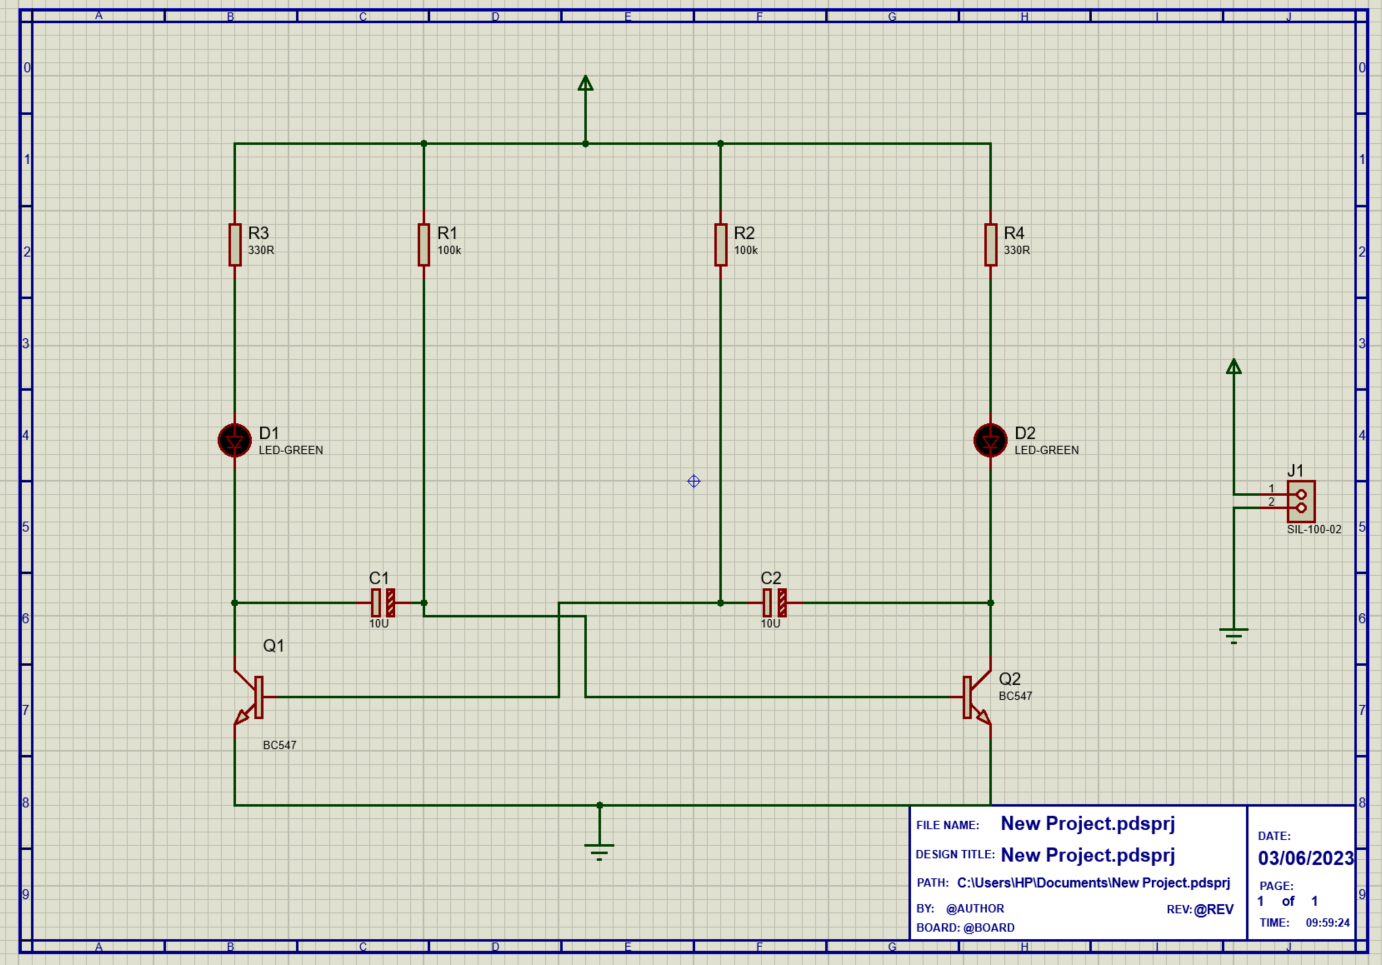 A B C D E F G H I J
0 0
1 1
R3 R1 R2 R4
330R 100k 100k 330R
2 2
3 3
D1 D2
4 4
LED-GREEN LED-GREEN
J1
1
2
5 5
SIL-100-02
C1 C2
10U 10U
6 6
Q1
Q2
BC547
7 7
BC547
8 8
FILE NAME: New Project.pdsprj
DATE:
DESIGN TITLE: New Project.pdsprj
03/06/2023
PATH: C:\Users\HP\Documents\New Project.pdsprj
PAGE:
1 of 1
9 9
BY: @AUTHOR REV:@REV
TIME: 09:59:24
BOARD: @BOARD
A B C D E F G H I J